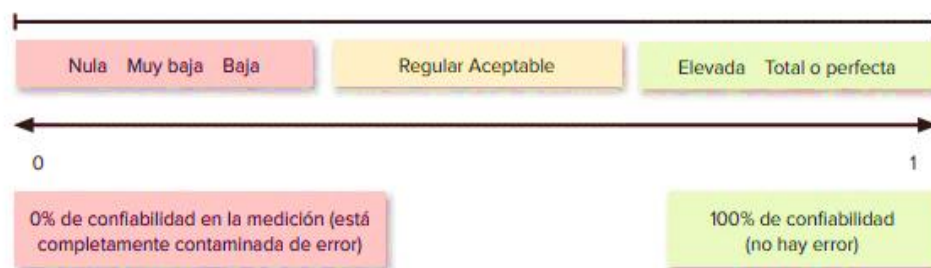 Nula Muy baja Baja
Regular Aceptable
Elevada Total o perfecta
0
1
0% de confiabilidad en la medición (está
completamente contaminada de error)
100% de confiabilidad
(no hay error)